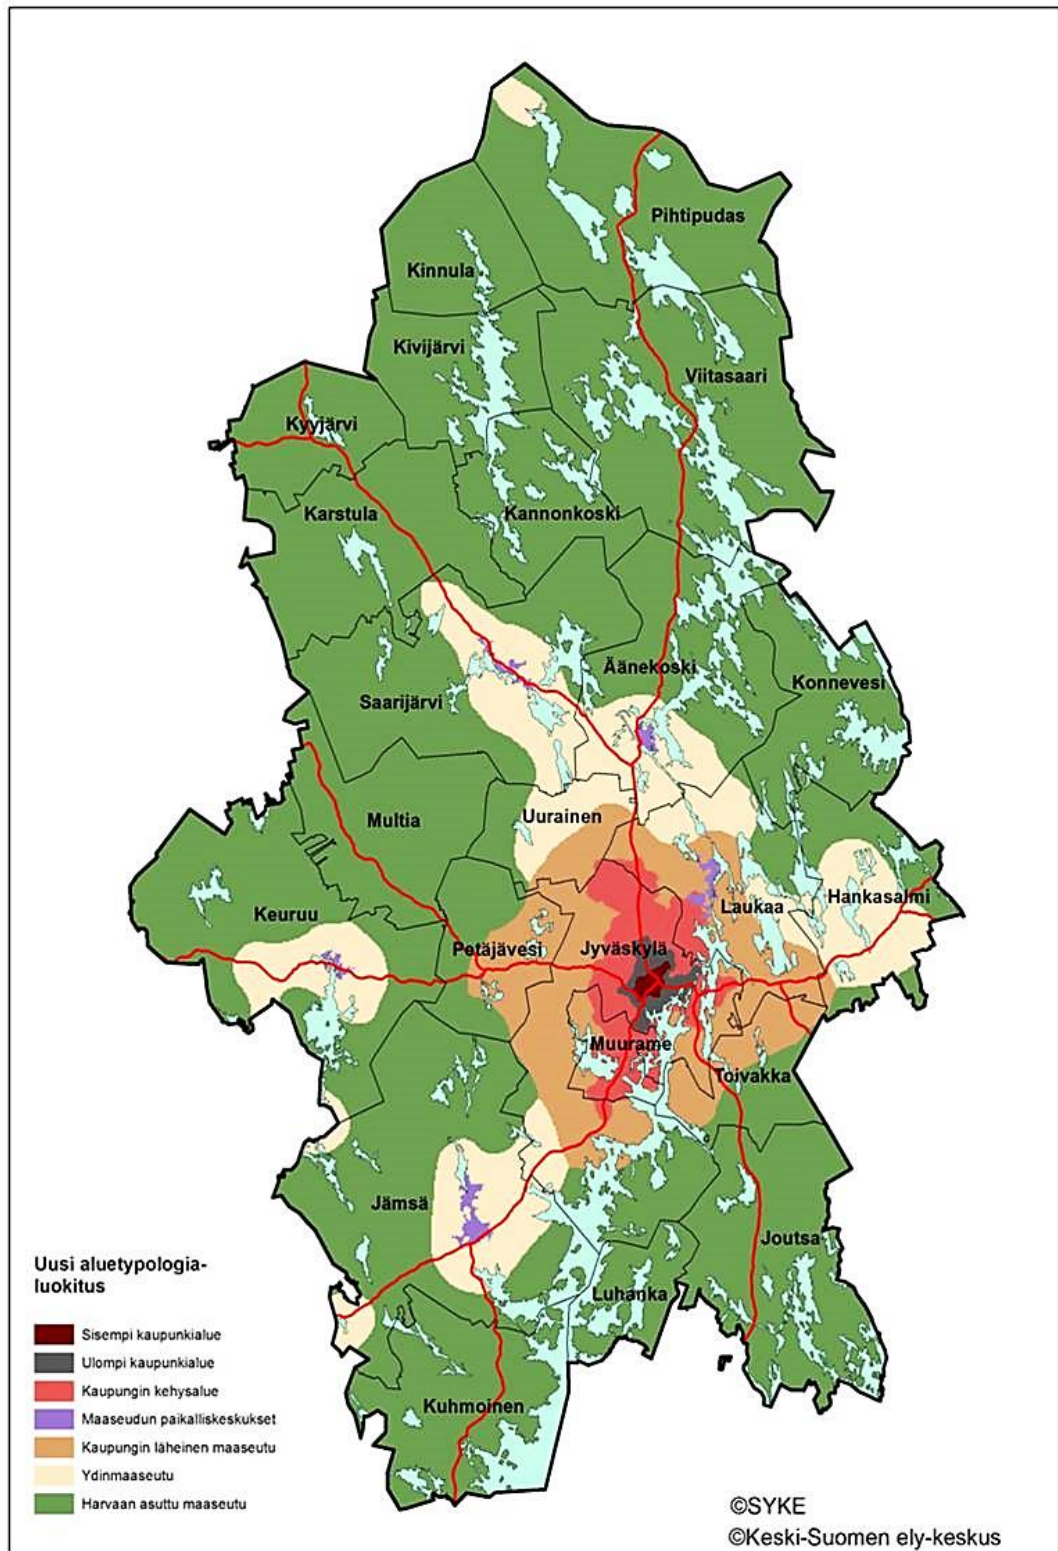 Pihtipudas
Kinnula
Kivijärvi
Viitasaari
Kyyjärvi
Karstula
Kannonkoski
Äänekoski
Konnevesi
Saarijärvi
Multia
Uurainen
Hankasalmi
Laukaa
Keuruu
Petäjävesi
Jyväskylä
Muurame
Toivakka
Jämsä
Joutsa
Luhanka
Kuhmoinen
Uusi aluetypologia-
luokitus
Sisempi kaupunkialue
Ulompi kaupunkialue
Kaupungin kehysalue
Maaseudun paikalliskeskukset
Kaupungin läheinen maaseutu
Ydinmaaseutu
Harvaan asuttu maaseutu
©SYKE
©Keski-Suomen ely-keskus